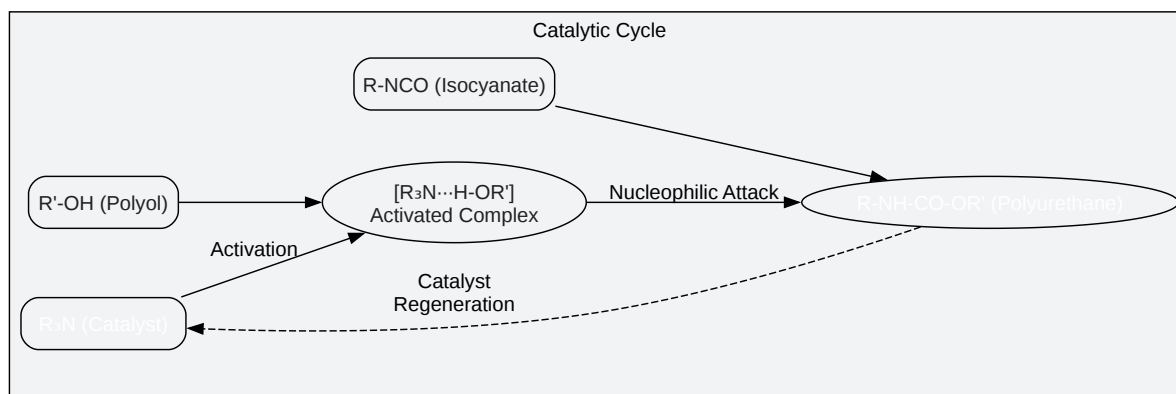 Catalytic Cycle
R-NCO (Isocyanate)
R'-OH (Polyol)
[R₃N···H-OR']
Activated Complex
Nucleophilic Attack
R-NH-CO-OR' (Polyurethane)
Activation
Catalyst
Regeneration
R₃N (Catalyst)